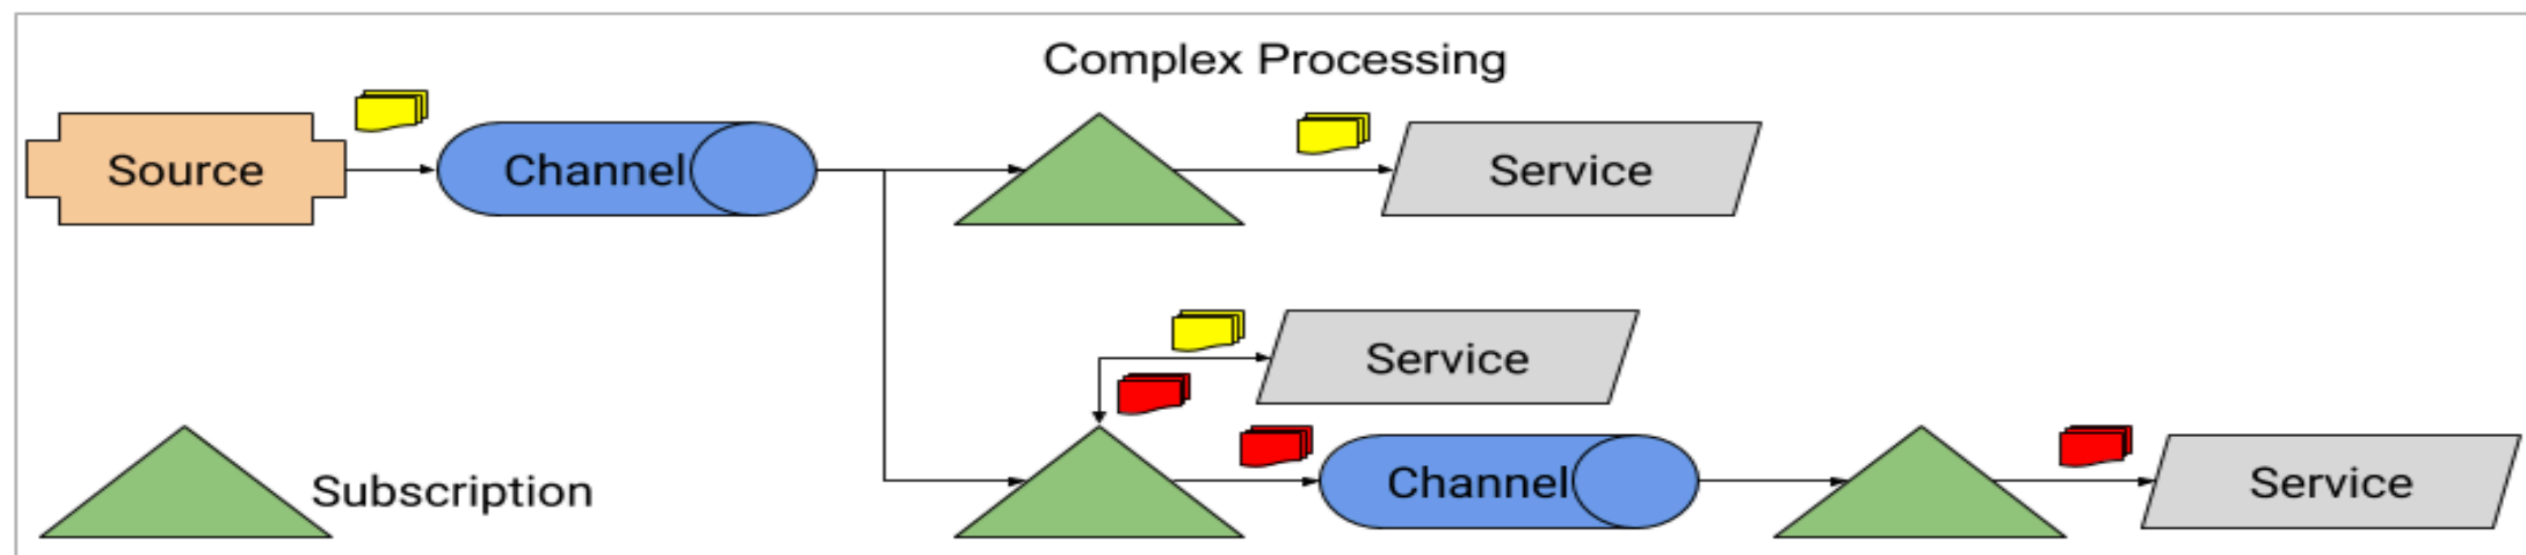 Complex Processing
Source
Channel
Service
Service
Subscription
Channel
Service